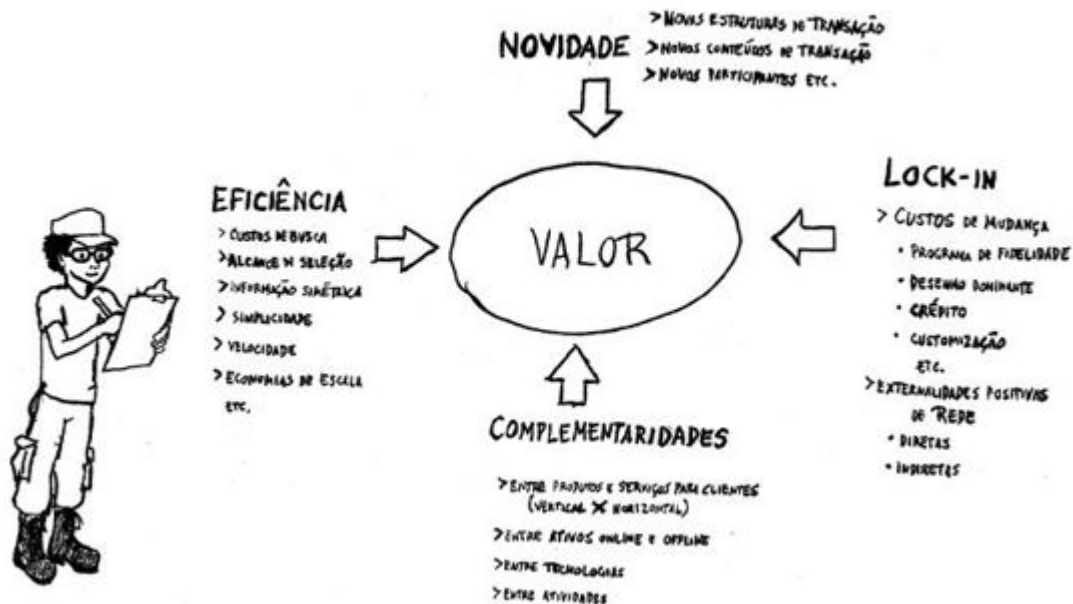 NOVIDADE
> NOVAS ESTRUTURAS DE TRANSAÇÃO
> NOVOS CONTEÚDOS DE TRANSAÇÃO
> NOVOS PARTICIPANTES ETC.
EFICIÊNCIA
> CUSTOS DE BUSCA
> ALCANCE DE SELEÇÃO
> INFORMAÇÃO SIMÉTRICA
> SIMPLICIDADE
> VELOCIDADE
> ECONOMIAS DE ESCALA
ETC.
VALOR
LOCK-IN
> CUSTOS DE MUDANÇA
• PROGRAMA DE FIDELIDADE
• DESENHO DOMINANTE
• CRÉDITO
• CUSTOMIZAÇÃO
ETC.
> EXTERNALIDADES POSITIVAS
DE REDE
• DIRETAS
• INDIRETAS
COMPLEMENTARIDADES
> ENTRE PRODUTOS E SERVIÇOS PARA CLIENTES
(VERTICAL X HORIZONTAL)
> ENTRE ATIVOS ONLINE E OFFLINE
> ENTRE TECNOLOGIAS
> ENTRE ATIVIDADES